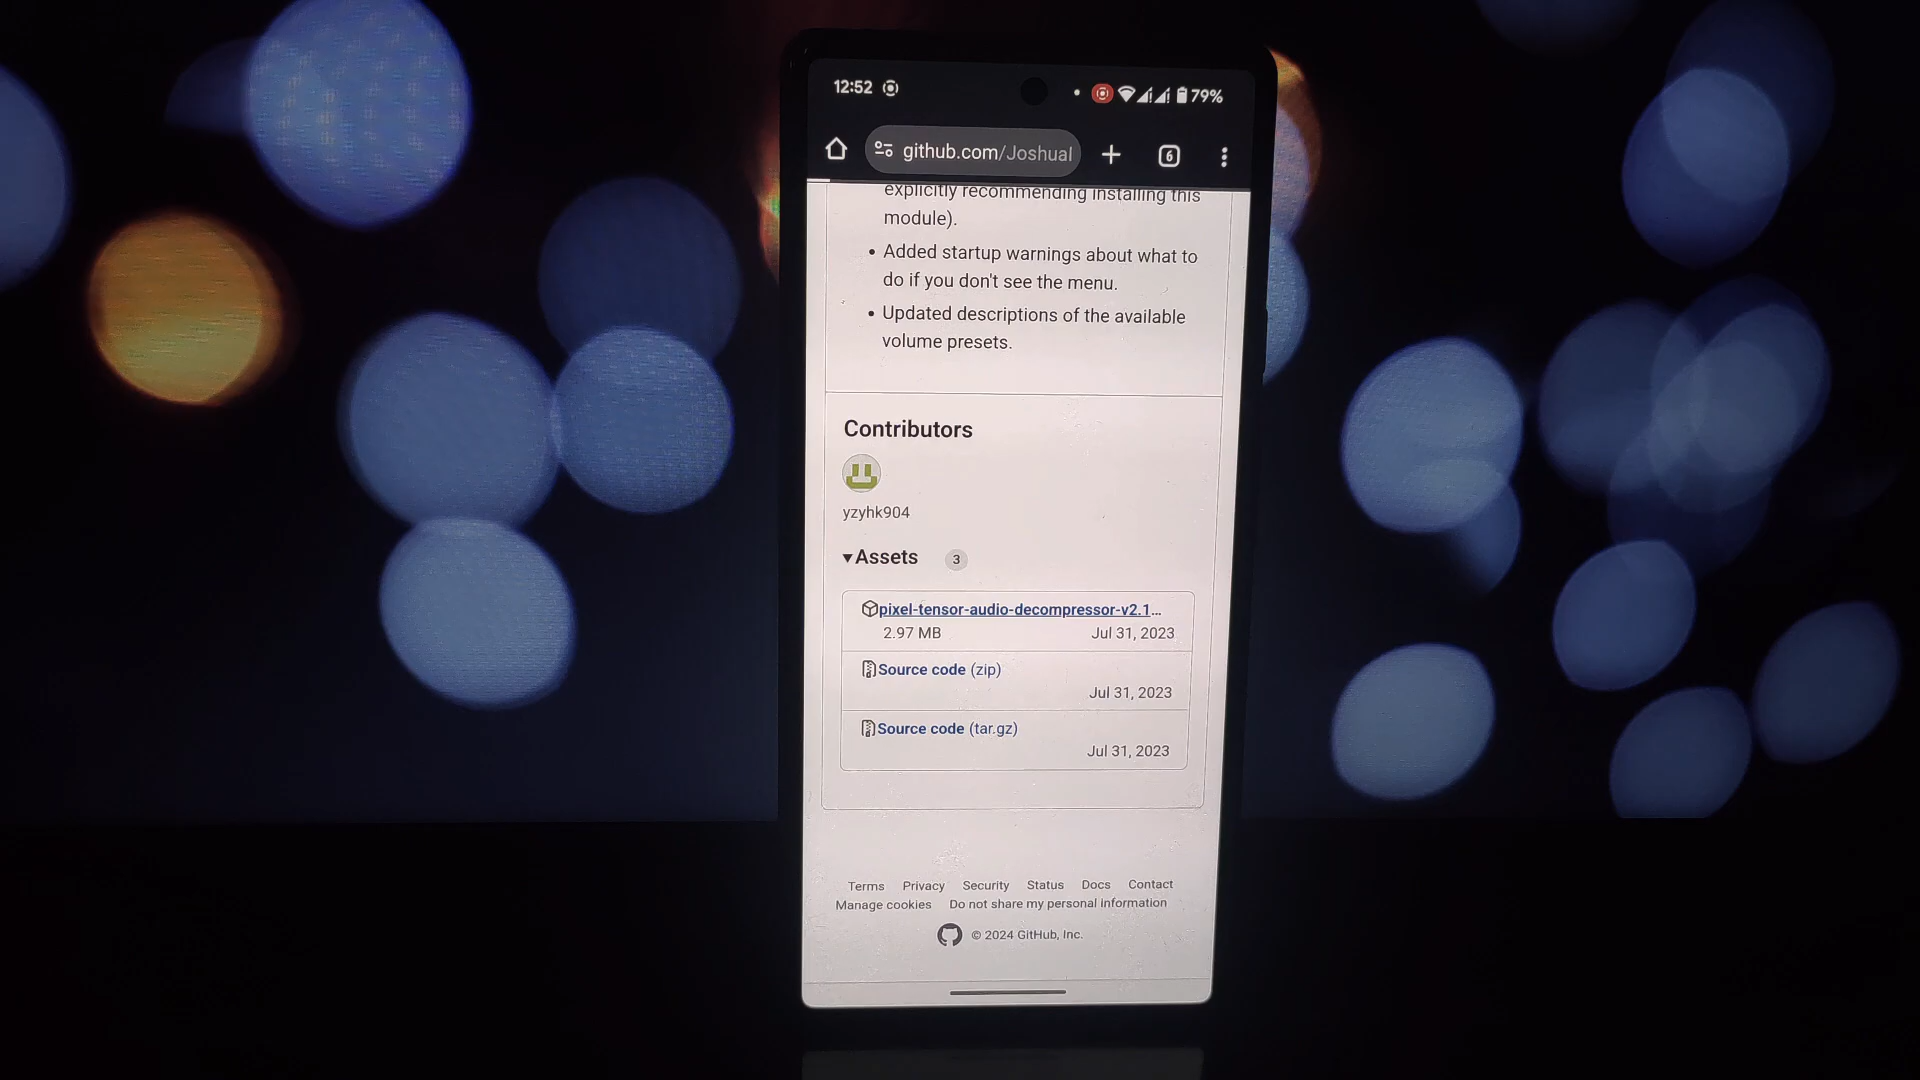 12:52
79%
6
github.com/Joshual
explicitly recommending installing this
module).
• Added startup warnings about what to
do if you don't see the menu.
• Updated descriptions of the available
volume presets.
Contributors
yzyhk904
Assets 3
pixel-tensor-audio-decompressor-v2.1...
2.97 MB Jul 31, 2023
Source code (zip)
Jul 31, 2023
Source code (tar.gz)
Jul 31, 2023
Terms Privacy Security Status Docs Contact
Manage cookies Do not share my personal information
© 2024 GitHub, Inc.